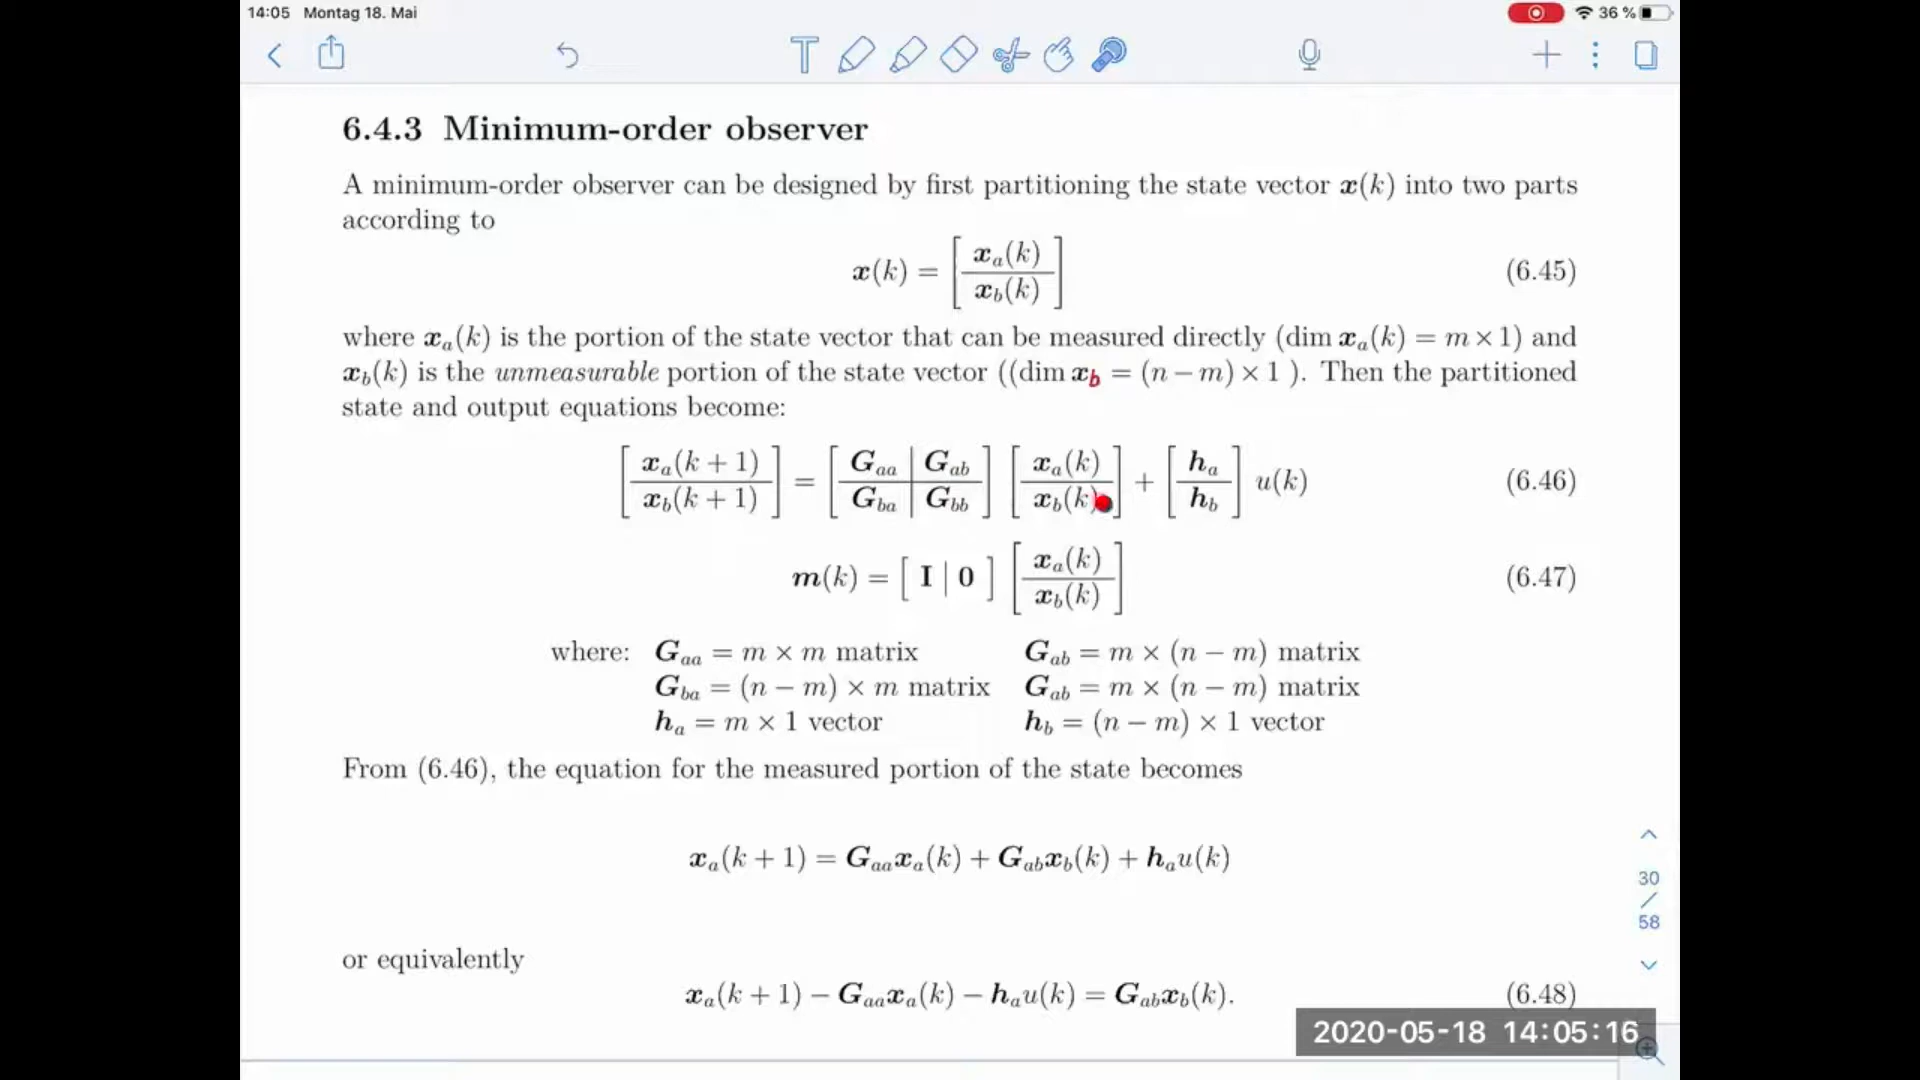 14:05 Montag 18. Mai
36 %
6.4.3 Minimum-order observer
A minimum-order observer can be designed by first partitioning the state vector x(k) into two parts
according to
x(k) = [ x_a(k) / x_b(k) ] (6.45)
where x_a(k) is the portion of the state vector that can be measured directly (dim x_a(k) = m × 1) and
x_b(k) is the unmeasurable portion of the state vector ((dim x_b = (n − m) × 1 ). Then the partitioned
state and output equations become:
[ x_a(k + 1) / x_b(k + 1) ] = [ G_aa | G_ab / G_ba | G_bb ] [ x_a(k) / x_b(k) ] + [ h_a / h_b ] u(k) (6.46)
m(k) = [ I | 0 ] [ x_a(k) / x_b(k) ] (6.47)
where: G_aa = m × m matrix G_ab = m × (n − m) matrix
G_ba = (n − m) × m matrix G_ab = m × (n − m) matrix
h_a = m × 1 vector h_b = (n − m) × 1 vector
From (6.46), the equation for the measured portion of the state becomes
x_a(k + 1) = G_aa x_a(k) + G_ab x_b(k) + h_a u(k)
30
/
58
or equivalently
x_a(k + 1) − G_aa x_a(k) − h_a u(k) = G_ab x_b(k). (6.48)
2020-05-18 14:05:16